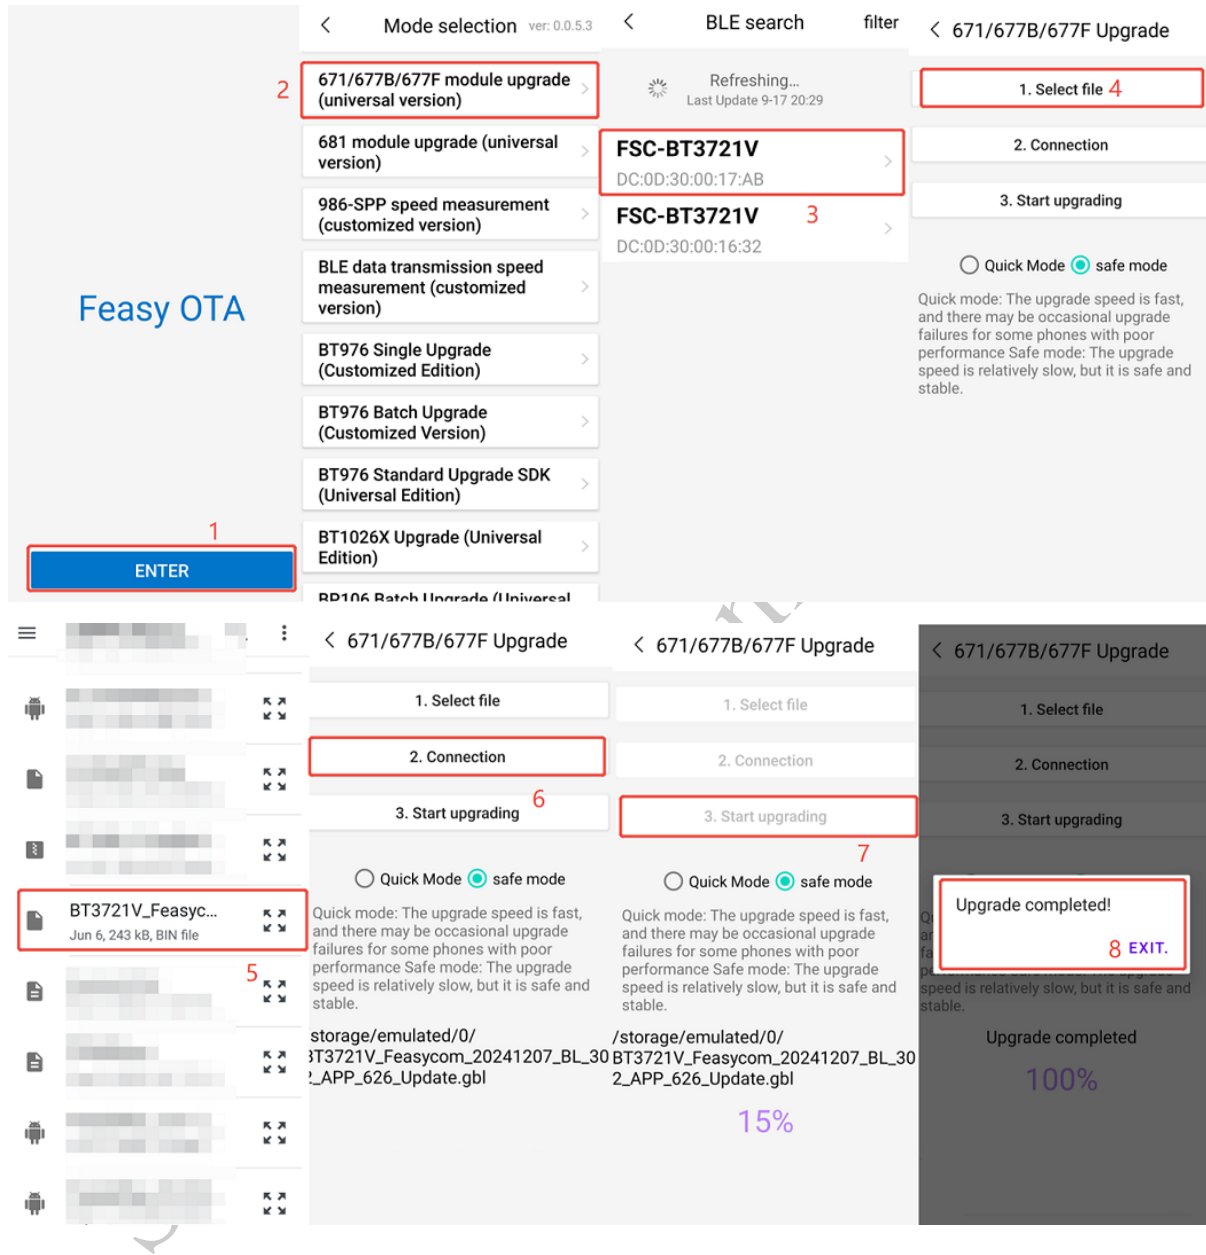 Feasy OTA
1
ENTER
Mode selection ver: 0.0.5.3
2
671/677B/677F module upgrade
(universal version)
681 module upgrade (universal
version)
986-SPP speed measurement
(customized version)
BLE data transmission speed
measurement (customized
version)
BT976 Single Upgrade
(Customized Edition)
BT976 Batch Upgrade
(Customized Version)
BT976 Standard Upgrade SDK
(Universal Edition)
BT1026X Upgrade (Universal
Edition)
BP106 Batch Upgrade (Universal
BLE search filter
Refreshing...
Last Update 9-17 20:29
FSC-BT3721V
DC:0D:30:00:17:AB
FSC-BT3721V
3
DC:0D:30:00:16:32
671/677B/677F Upgrade
1. Select file 4
2. Connection
3. Start upgrading
Quick Mode safe mode
Quick mode: The upgrade speed is fast,
and there may be occasional upgrade
failures for some phones with poor
performance Safe mode: The upgrade
speed is relatively slow, but it is safe and
stable.
BT3721V_Feasyc...
Jun 6, 243 kB, BIN file
5
671/677B/677F Upgrade
1. Select file
2. Connection
6
3. Start upgrading
Quick Mode safe mode
Quick mode: The upgrade speed is fast,
and there may be occasional upgrade
failures for some phones with poor
performance Safe mode: The upgrade
speed is relatively slow, but it is safe and
stable.
storage/emulated/0/
3T3721V_Feasycom_20241207_BL_30
2_APP_626_Update.gbl
671/677B/677F Upgrade
1. Select file
2. Connection
3. Start upgrading
7
Quick Mode safe mode
Quick mode: The upgrade speed is fast,
and there may be occasional upgrade
failures for some phones with poor
performance Safe mode: The upgrade
speed is relatively slow, but it is safe and
stable.
/storage/emulated/0/
BT3721V_Feasycom_20241207_BL_30
2_APP_626_Update.gbl
15%
671/677B/677F Upgrade
1. Select file
2. Connection
3. Start upgrading
Upgrade completed!
8 EXIT.
speed is relatively slow, but it is safe and
stable.
Upgrade completed
100%